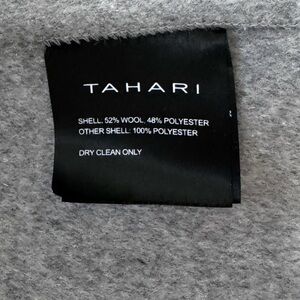 TAHARI
SHELL: 52% WOOL, 48% POLYESTER
OTHER SHELL: 100% POLYESTER
DRY CLEAN ONLY